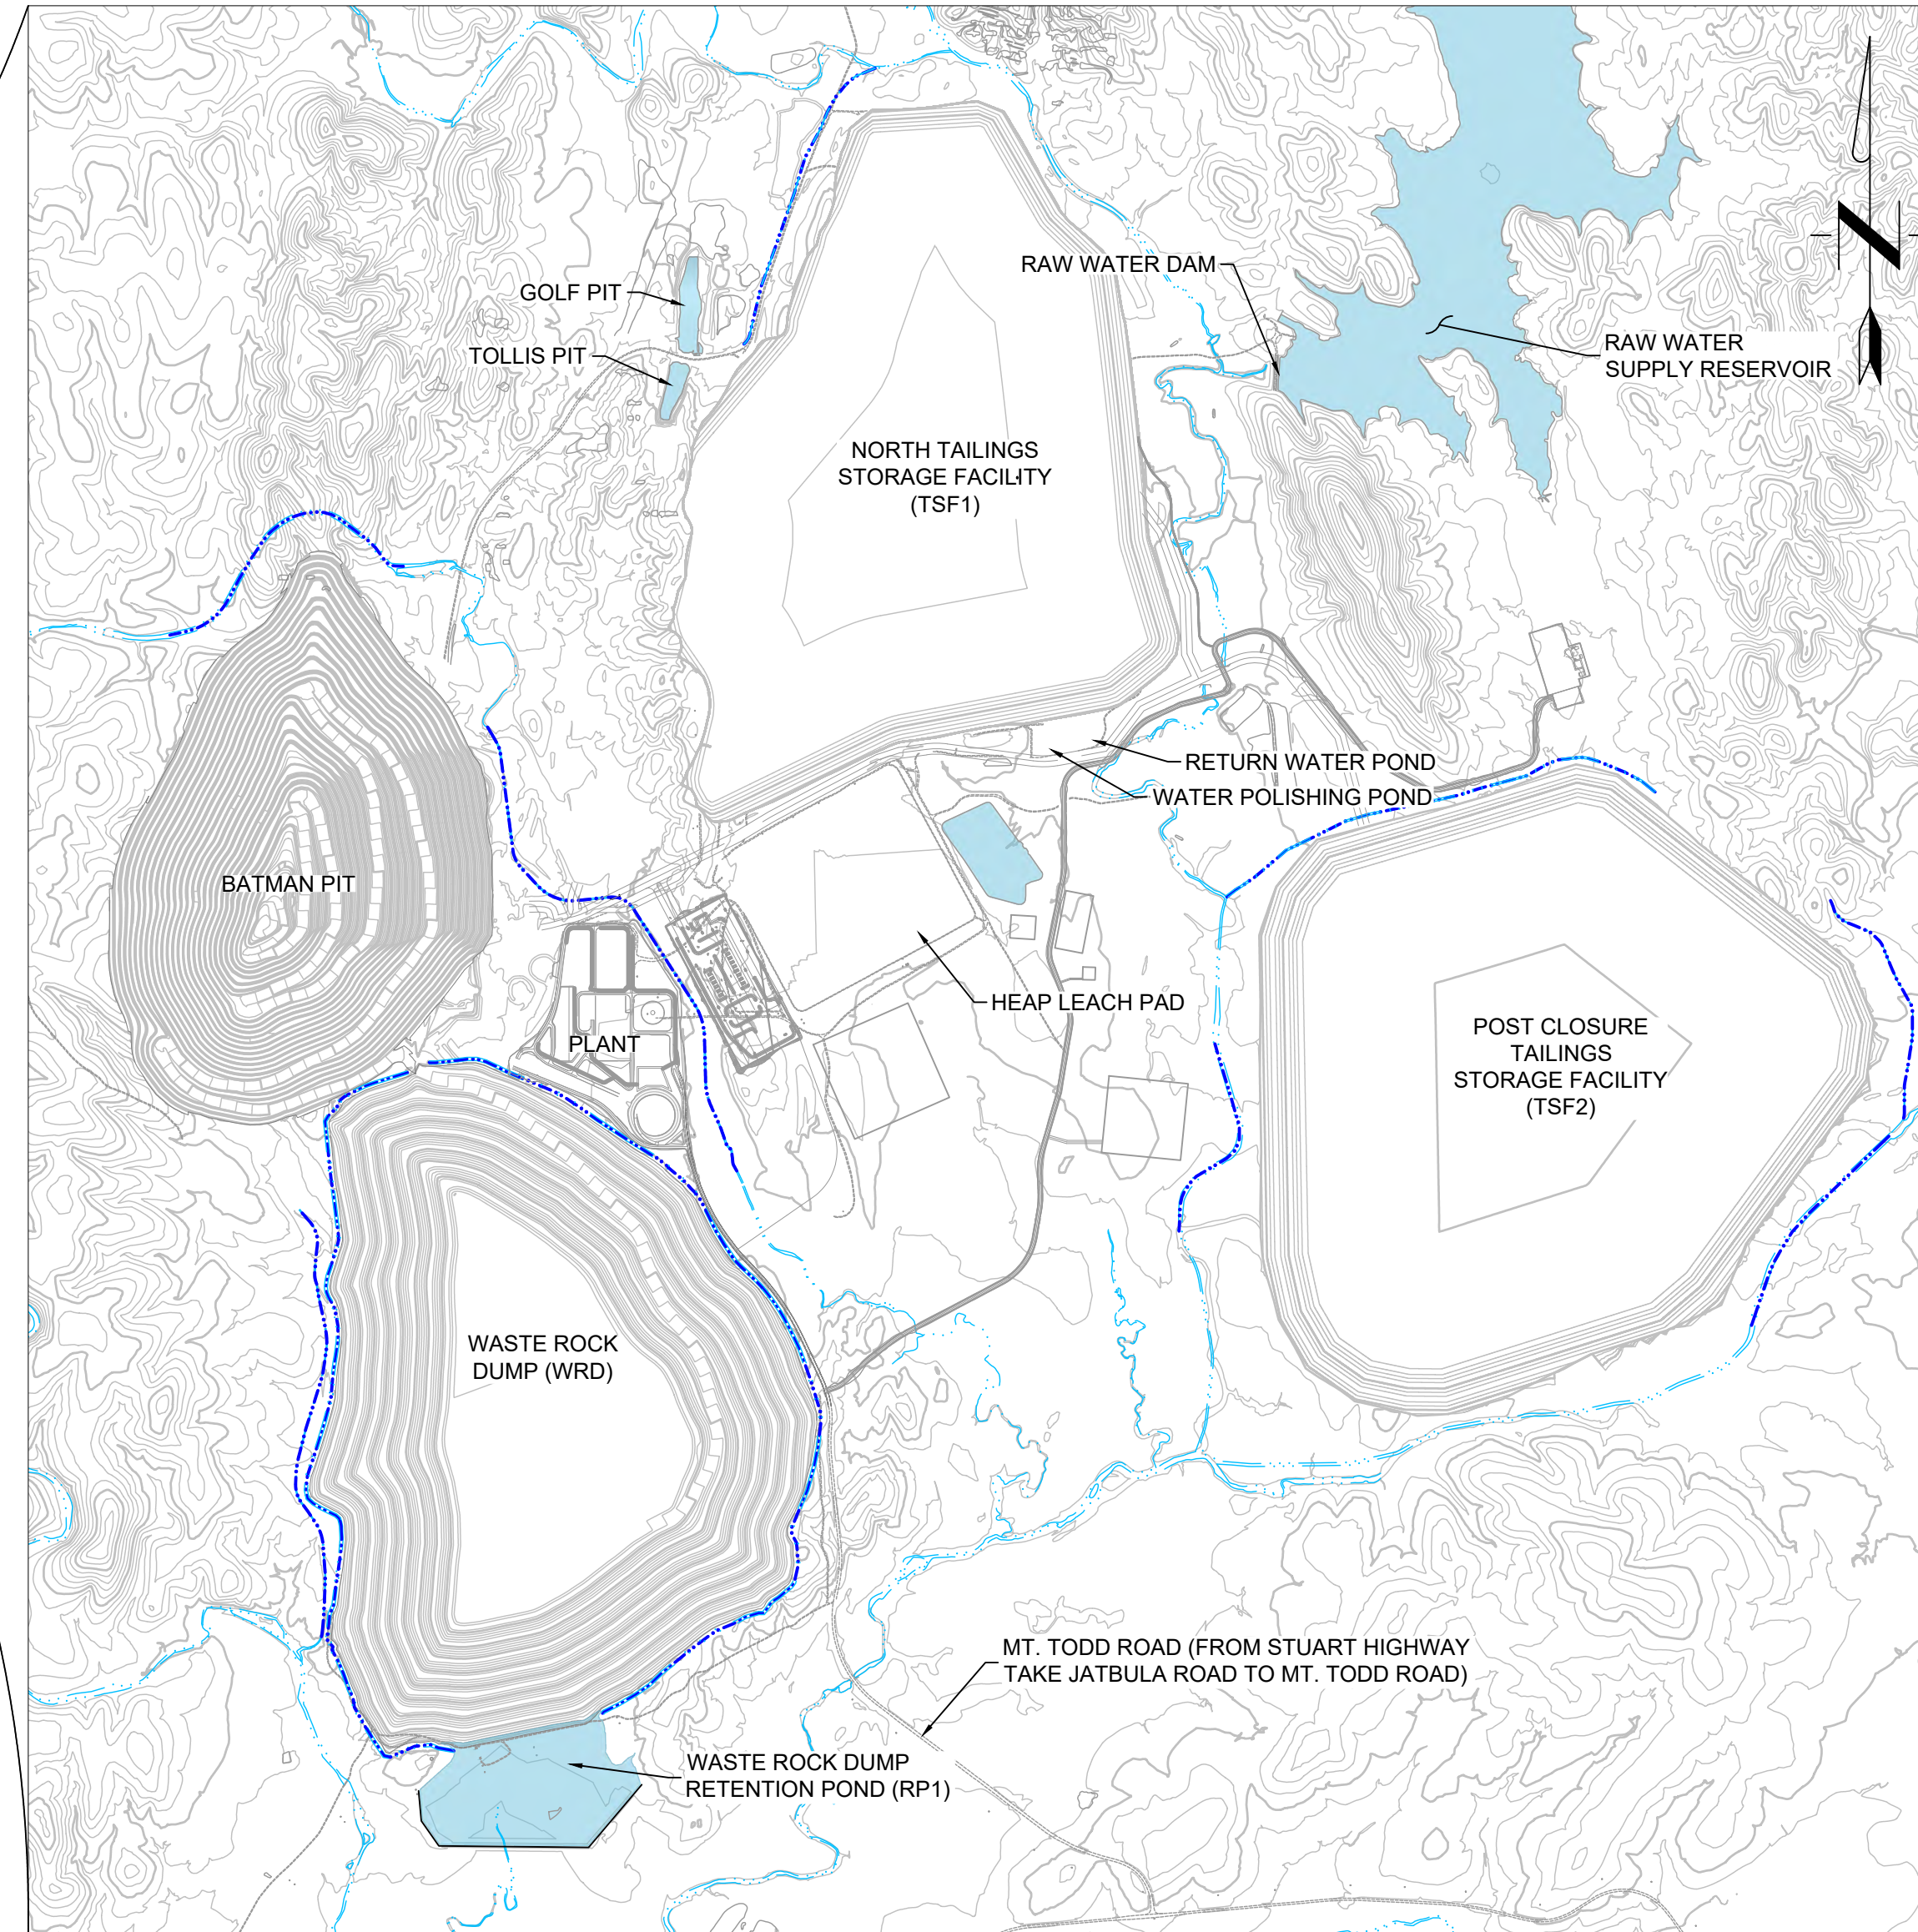 RAW WATER DAM
GOLF PIT
RAW WATER
SUPPLY RESERVOIR
TOLLIS PIT
NORTH TAILINGS
STORAGE FACILITY
(TSF1)
RETURN WATER POND
WATER POLISHING POND
BATMAN PIT
HEAP LEACH PAD
PLANT
POST CLOSURE
TAILINGS
STORAGE FACILITY
(TSF2)
WASTE ROCK
DUMP (WRD)
MT. TODD ROAD (FROM STUART HIGHWAY
TAKE JATBULA ROAD TO MT. TODD ROAD)
WASTE ROCK DUMP
RETENTION POND (RP1)
N